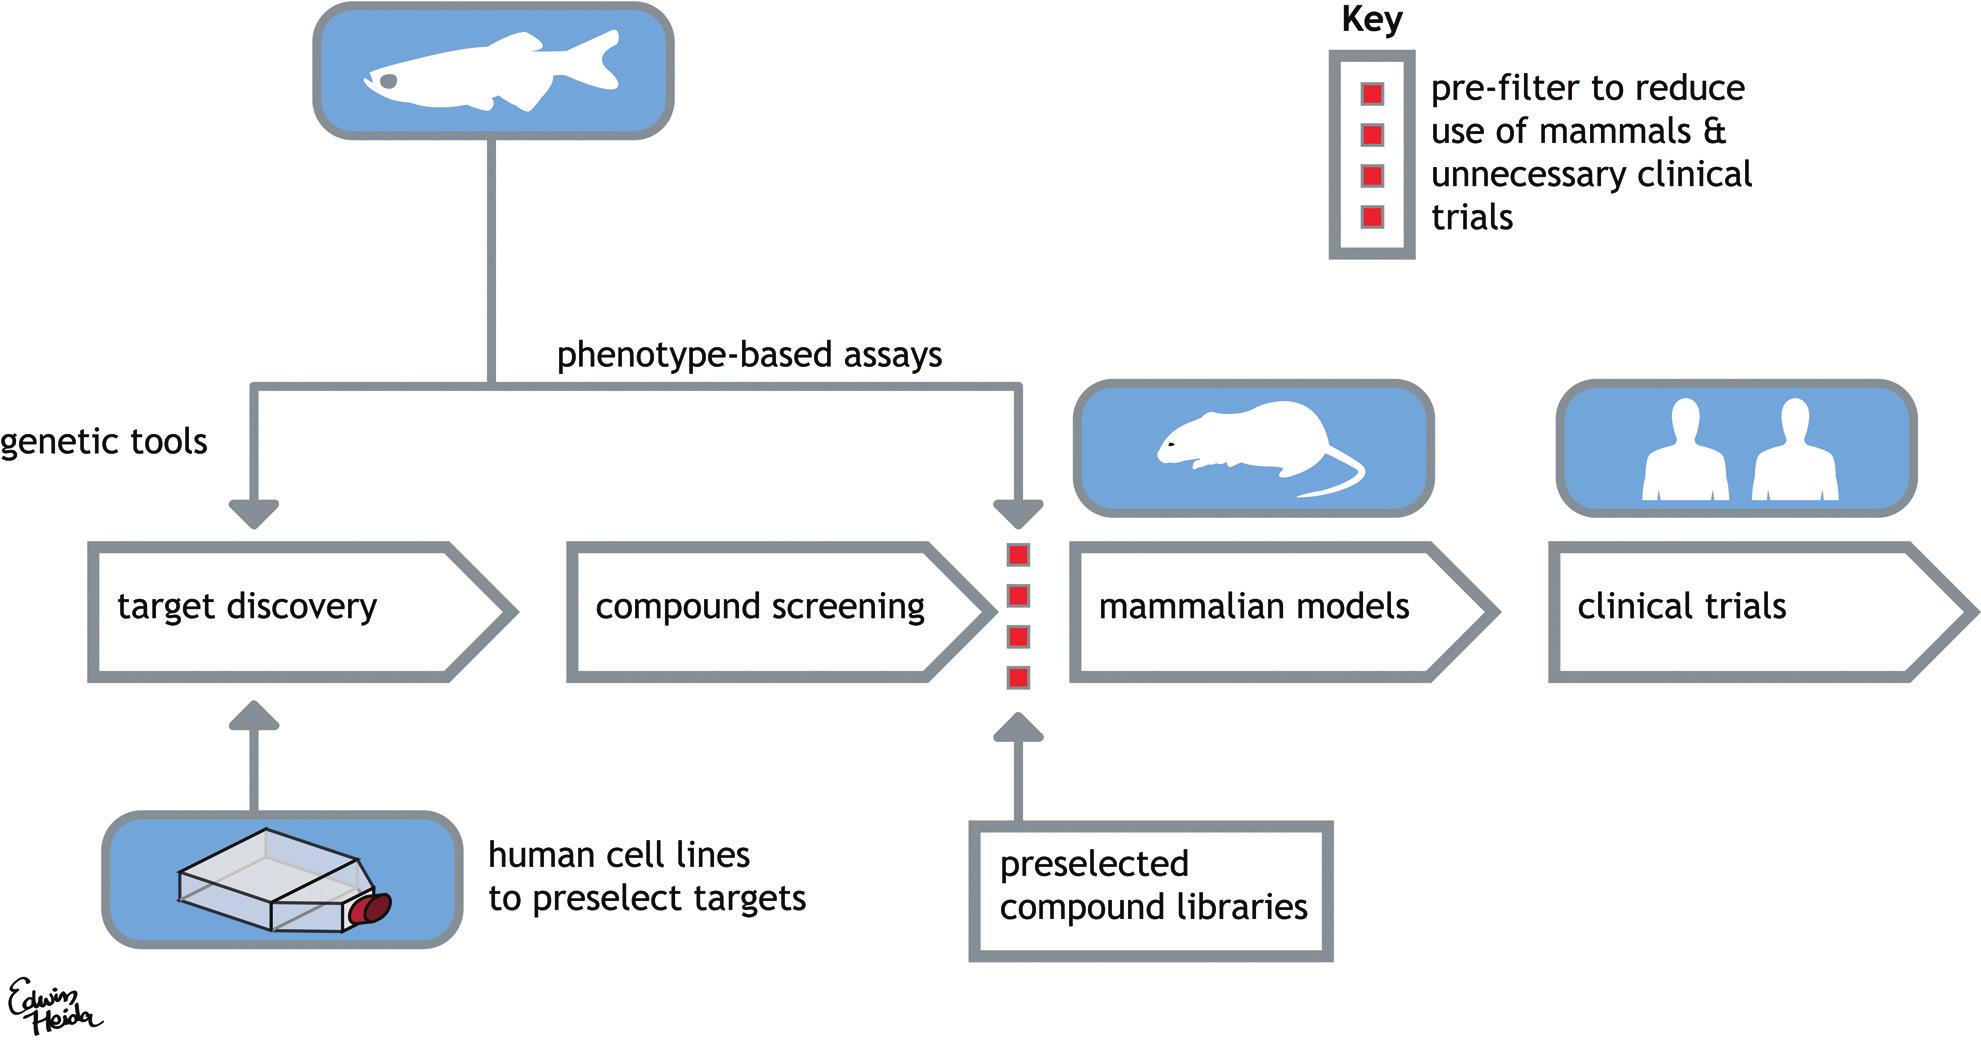 Key
pre-filter to reduce
use of mammals &
unnecessary clinical
trials
phenotype-based assays
genetic tools
target discovery
compound screening
mammalian models
clinical trials
human cell lines
to preselect targets
preselected
compound libraries
Edwin
Heida